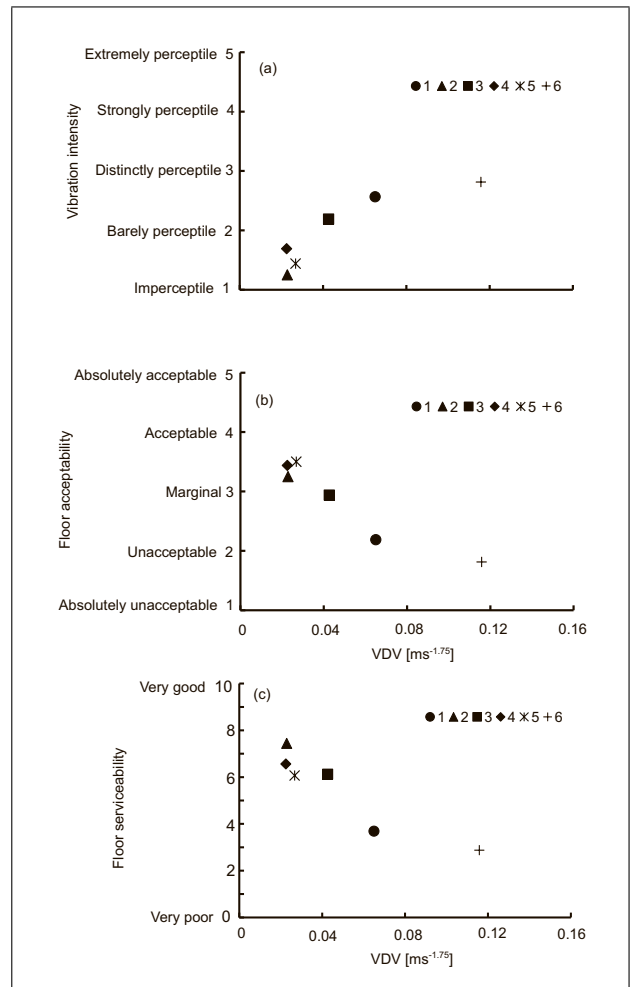 Extremely perceptile 5
(a)
1 2 3 4 5 6
Strongly perceptile 4
Vibration intensity
Distinctly perceptile 3
Barely perceptile 2
Imperceptile 1
Absolutely acceptable 5
(b)
1 2 3 4 5 6
Acceptable 4
Floor acceptability
Marginal 3
Unacceptable 2
Absolutely unacceptable 1
0 0.04 0.08 0.12 0.16
VDV [ms-1.75]
Very good 10
(c)
1 2 3 4 5 6
8
Floor serviceability
6
4
2
Very poor 0
0 0.04 0.08 0.12 0.16
VDV [ms-1.75]